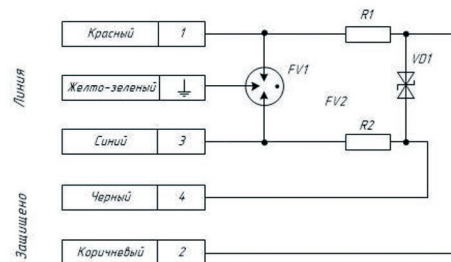 Линия
Защищено
Красный 1
Желто-зеленый
Синий 3
Черный 4
Коричневый 2
FV1
FV2
R1
R2
VD1